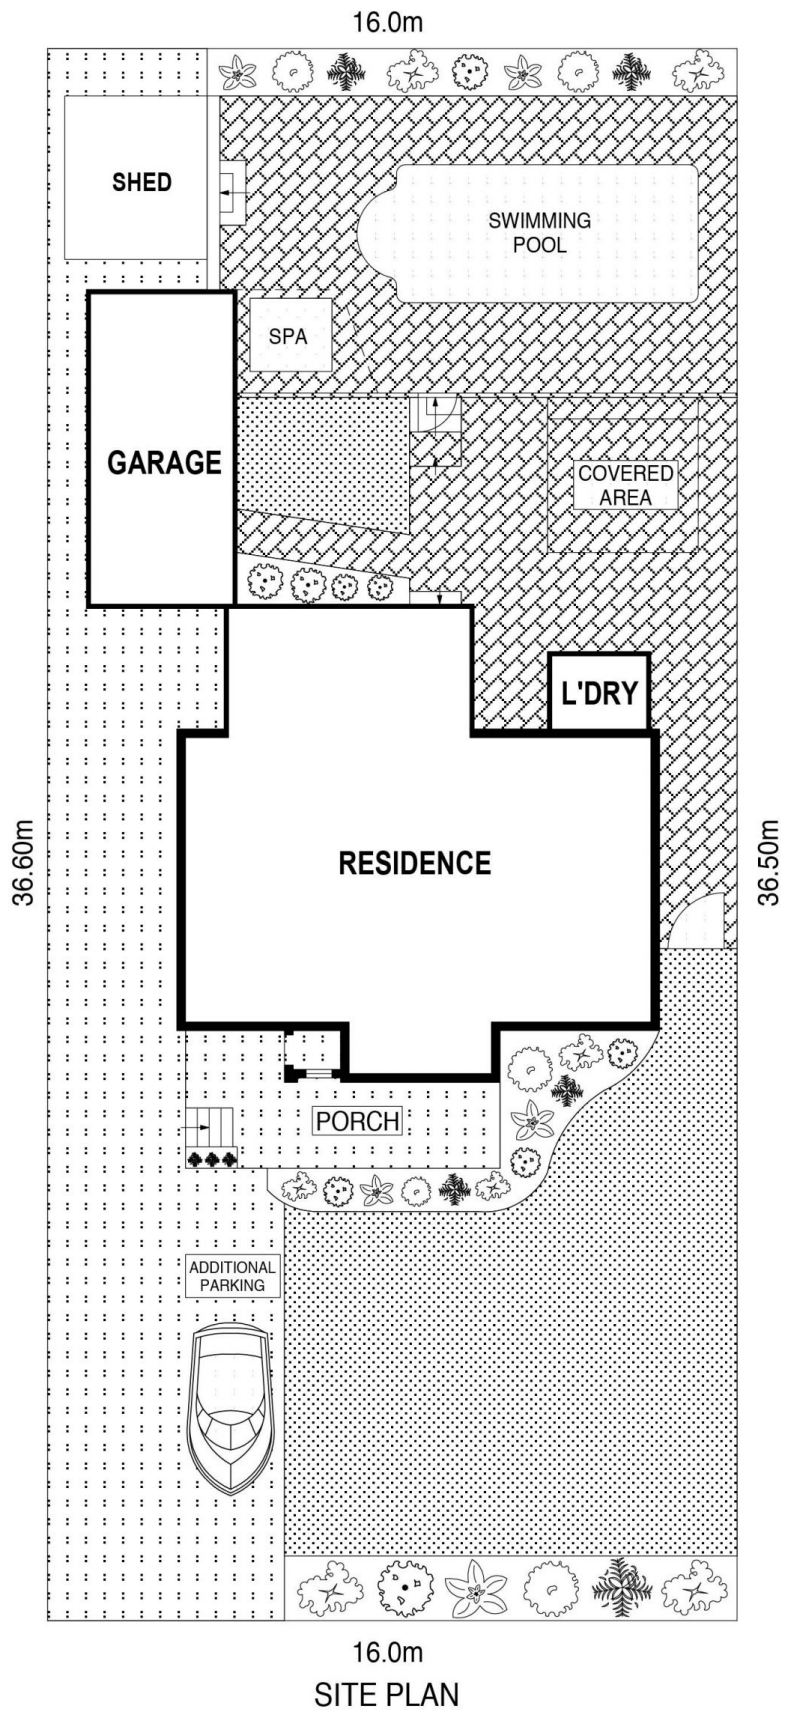 16.0m
SHED
SWIMMING
POOL
SPA
GARAGE
COVERED
AREA
L'DRY
36.60m
RESIDENCE
36.50m
PORCH
ADDITIONAL
PARKING
16.0m
SITE PLAN